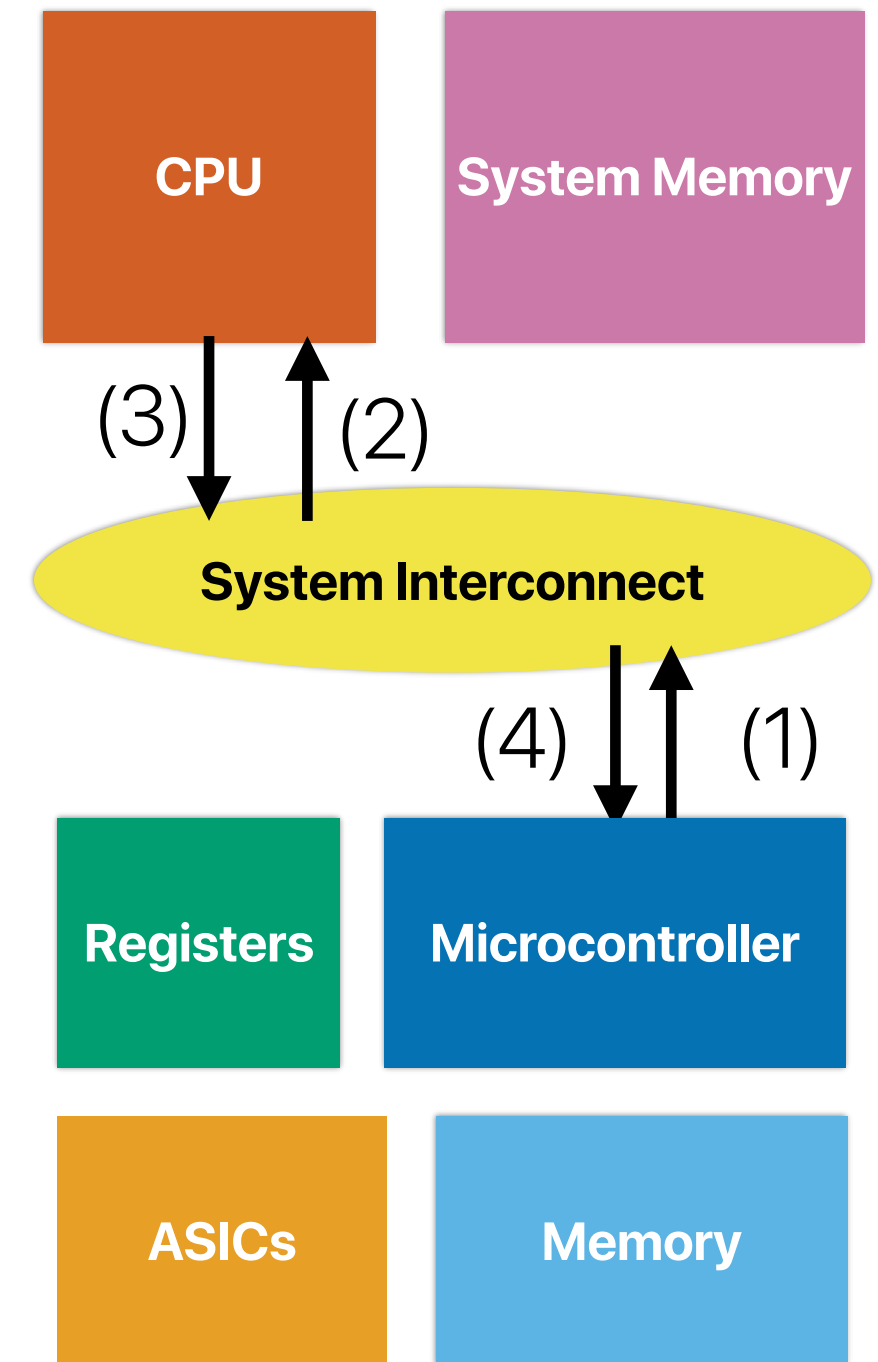 CPU
System Memory
(3)
(2)
System Interconnect
(4)
(1)
Registers
Microcontroller
ASICs
Memory